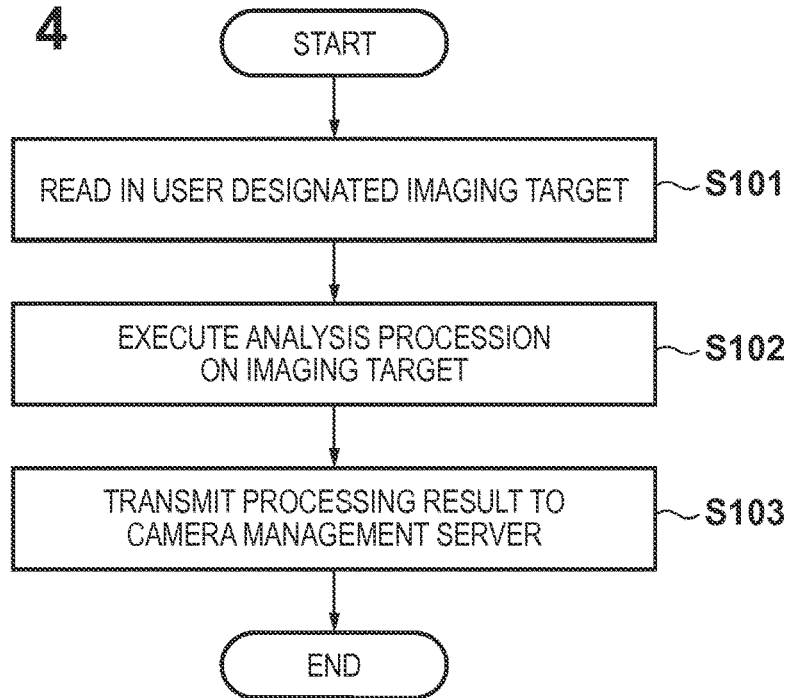 4
START
READ IN USER DESIGNATED IMAGING TARGET
S101
EXECUTE ANALYSIS PROCESSION
ON IMAGING TARGET
S102
TRANSMIT PROCESSING RESULT TO
CAMERA MANAGEMENT SERVER
S103
END